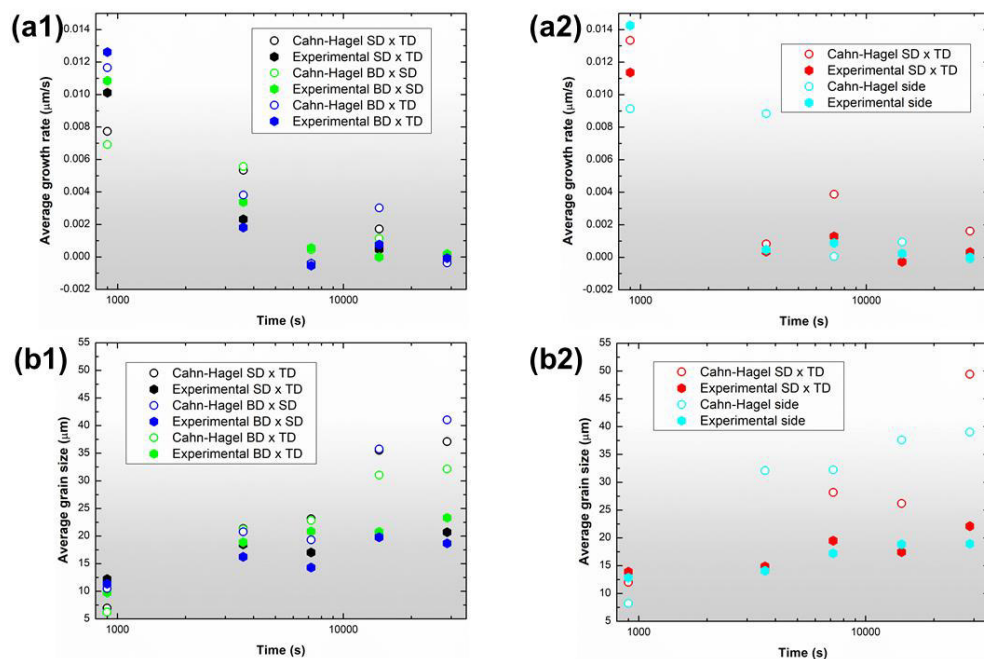 (a1)
0.014
0.012
0.010
0.008
0.006
0.004
0.002
0.000
-0.002
Average growth rate (μm/s)
Cahn-Hagel SD x TD
Experimental SD x TD
Cahn-Hagel BD x SD
Experimental BD x SD
Cahn-Hagel BD x TD
Experimental BD x TD
1000
10000
Time (s)
(a2)
0.014
0.012
0.010
0.008
0.006
0.004
0.002
0.000
-0.002
Average growth rate (μm/s)
Cahn-Hagel SD x TD
Experimental SD x TD
Cahn-Hagel side
Experimental side
1000
10000
Time (s)
(b1)
55
50
45
40
35
30
25
20
15
10
5
Average grain size (μm)
Cahn-Hagel SD x TD
Experimental SD x TD
Cahn-Hagel BD x SD
Experimental BD x SD
Cahn-Hagel BD x TD
Experimental BD x TD
1000
10000
Time (s)
(b2)
55
50
45
40
35
30
25
20
15
10
5
Average grain size (μm)
Cahn-Hagel SD x TD
Experimental SD x TD
Cahn-Hagel side
Experimental side
1000
10000
Time (s)